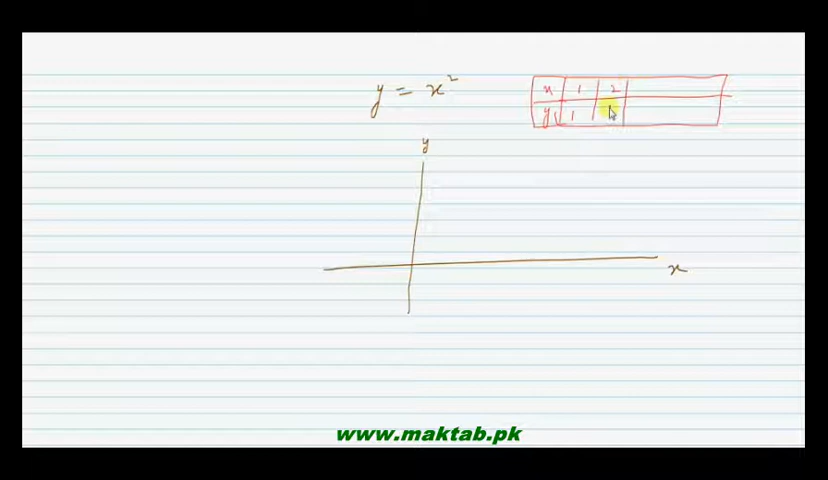 y = x²
x 1 2
y 1
y
x
www.maktab.pk